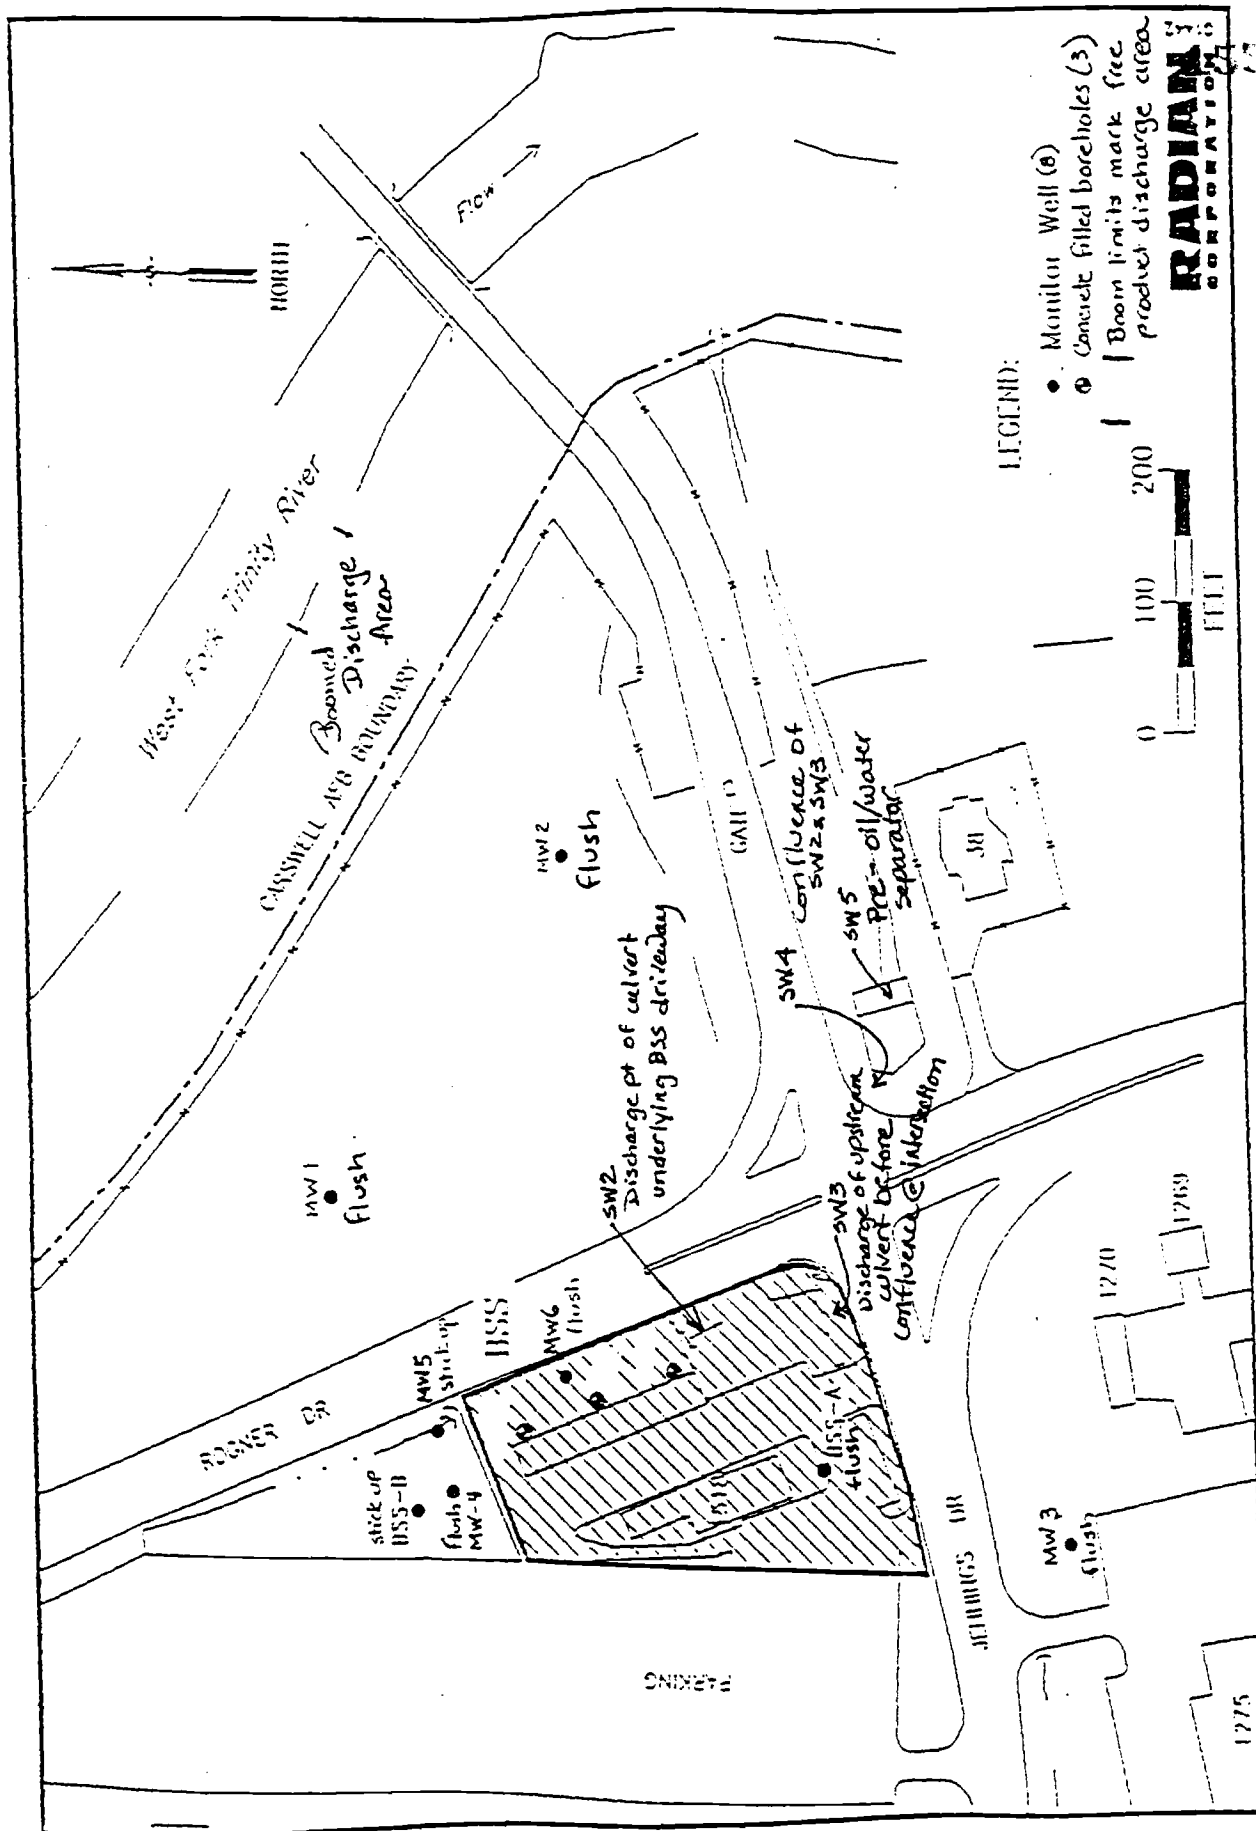 NORTH
Flow
West Fork Trinity River
Boomed
Discharge
Area
CARSWELL AFB BOUNDARY
MW1
flush
MW2
flush
SW2
Discharge pt of culvert
underlying BSS driveway
ROGNER DR
MW5
stick up
BSS
MW6
flush
stick up
BSS-B
flush
MW-4
1518
BSS-A
flush
PARKING
SW3
Discharge of upstream
culvert before
confluence @ intersection
SW4
Confluence of
SW2 & SW3
SW5
Pre-oil/water
separator
38
JENNINGS DR
MW3
flush
1270
1269
1275
LEGEND:
Monitor Well (8)
Concrete filled boreholes (3)
Boom limits mark free
product discharge area
0 100 200
FEET
RADIAN
CORPORATION